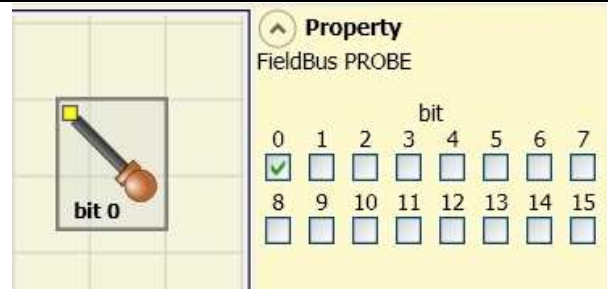 bit 0
Property
FieldBus PROBE
bit
0 1 2 3 4 5 6 7
8 9 10 11 12 13 14 15